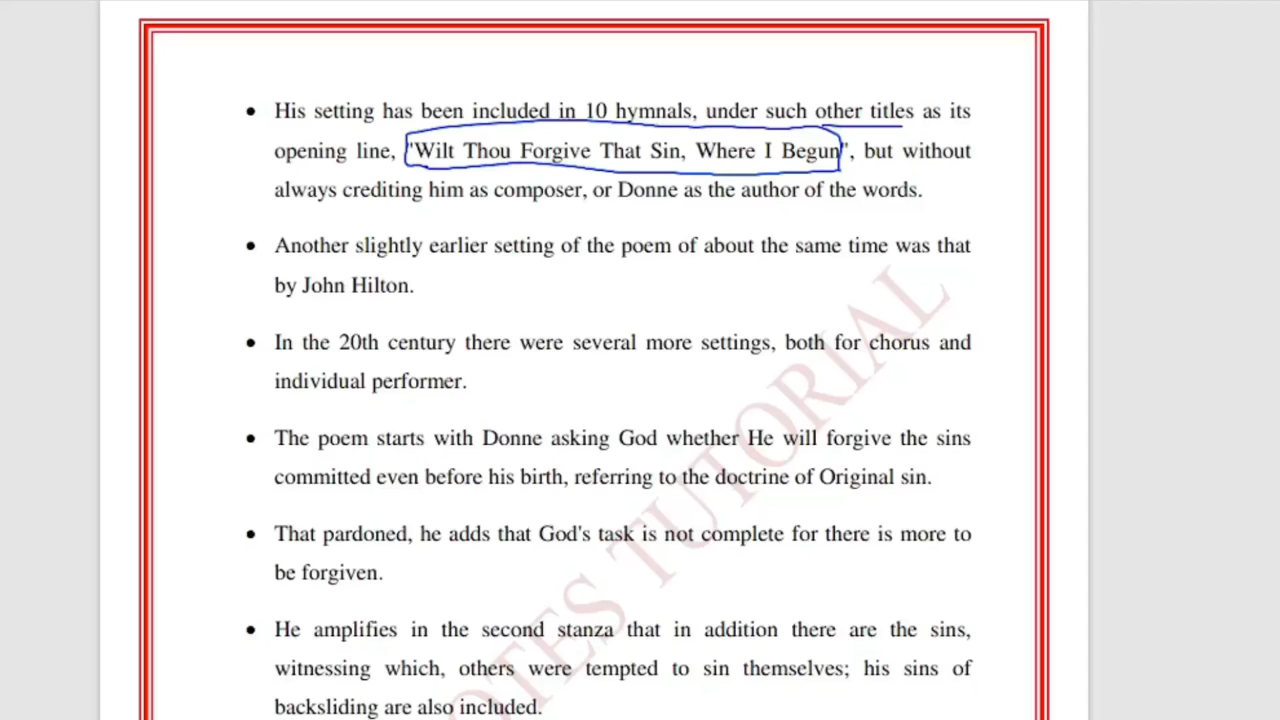 • His setting has been included in 10 hymnals, under such other titles as its
opening line, "Wilt Thou Forgive That Sin, Where I Begun", but without
always crediting him as composer, or Donne as the author of the words.
• Another slightly earlier setting of the poem of about the same time was that
by John Hilton.
• In the 20th century there were several more settings, both for chorus and
individual performer.
• The poem starts with Donne asking God whether He will forgive the sins
committed even before his birth, referring to the doctrine of Original sin.
• That pardoned, he adds that God's task is not complete for there is more to
be forgiven.
• He amplifies in the second stanza that in addition there are the sins,
witnessing which, others were tempted to sin themselves; his sins of
backsliding are also included.
OTES TUTORIAL